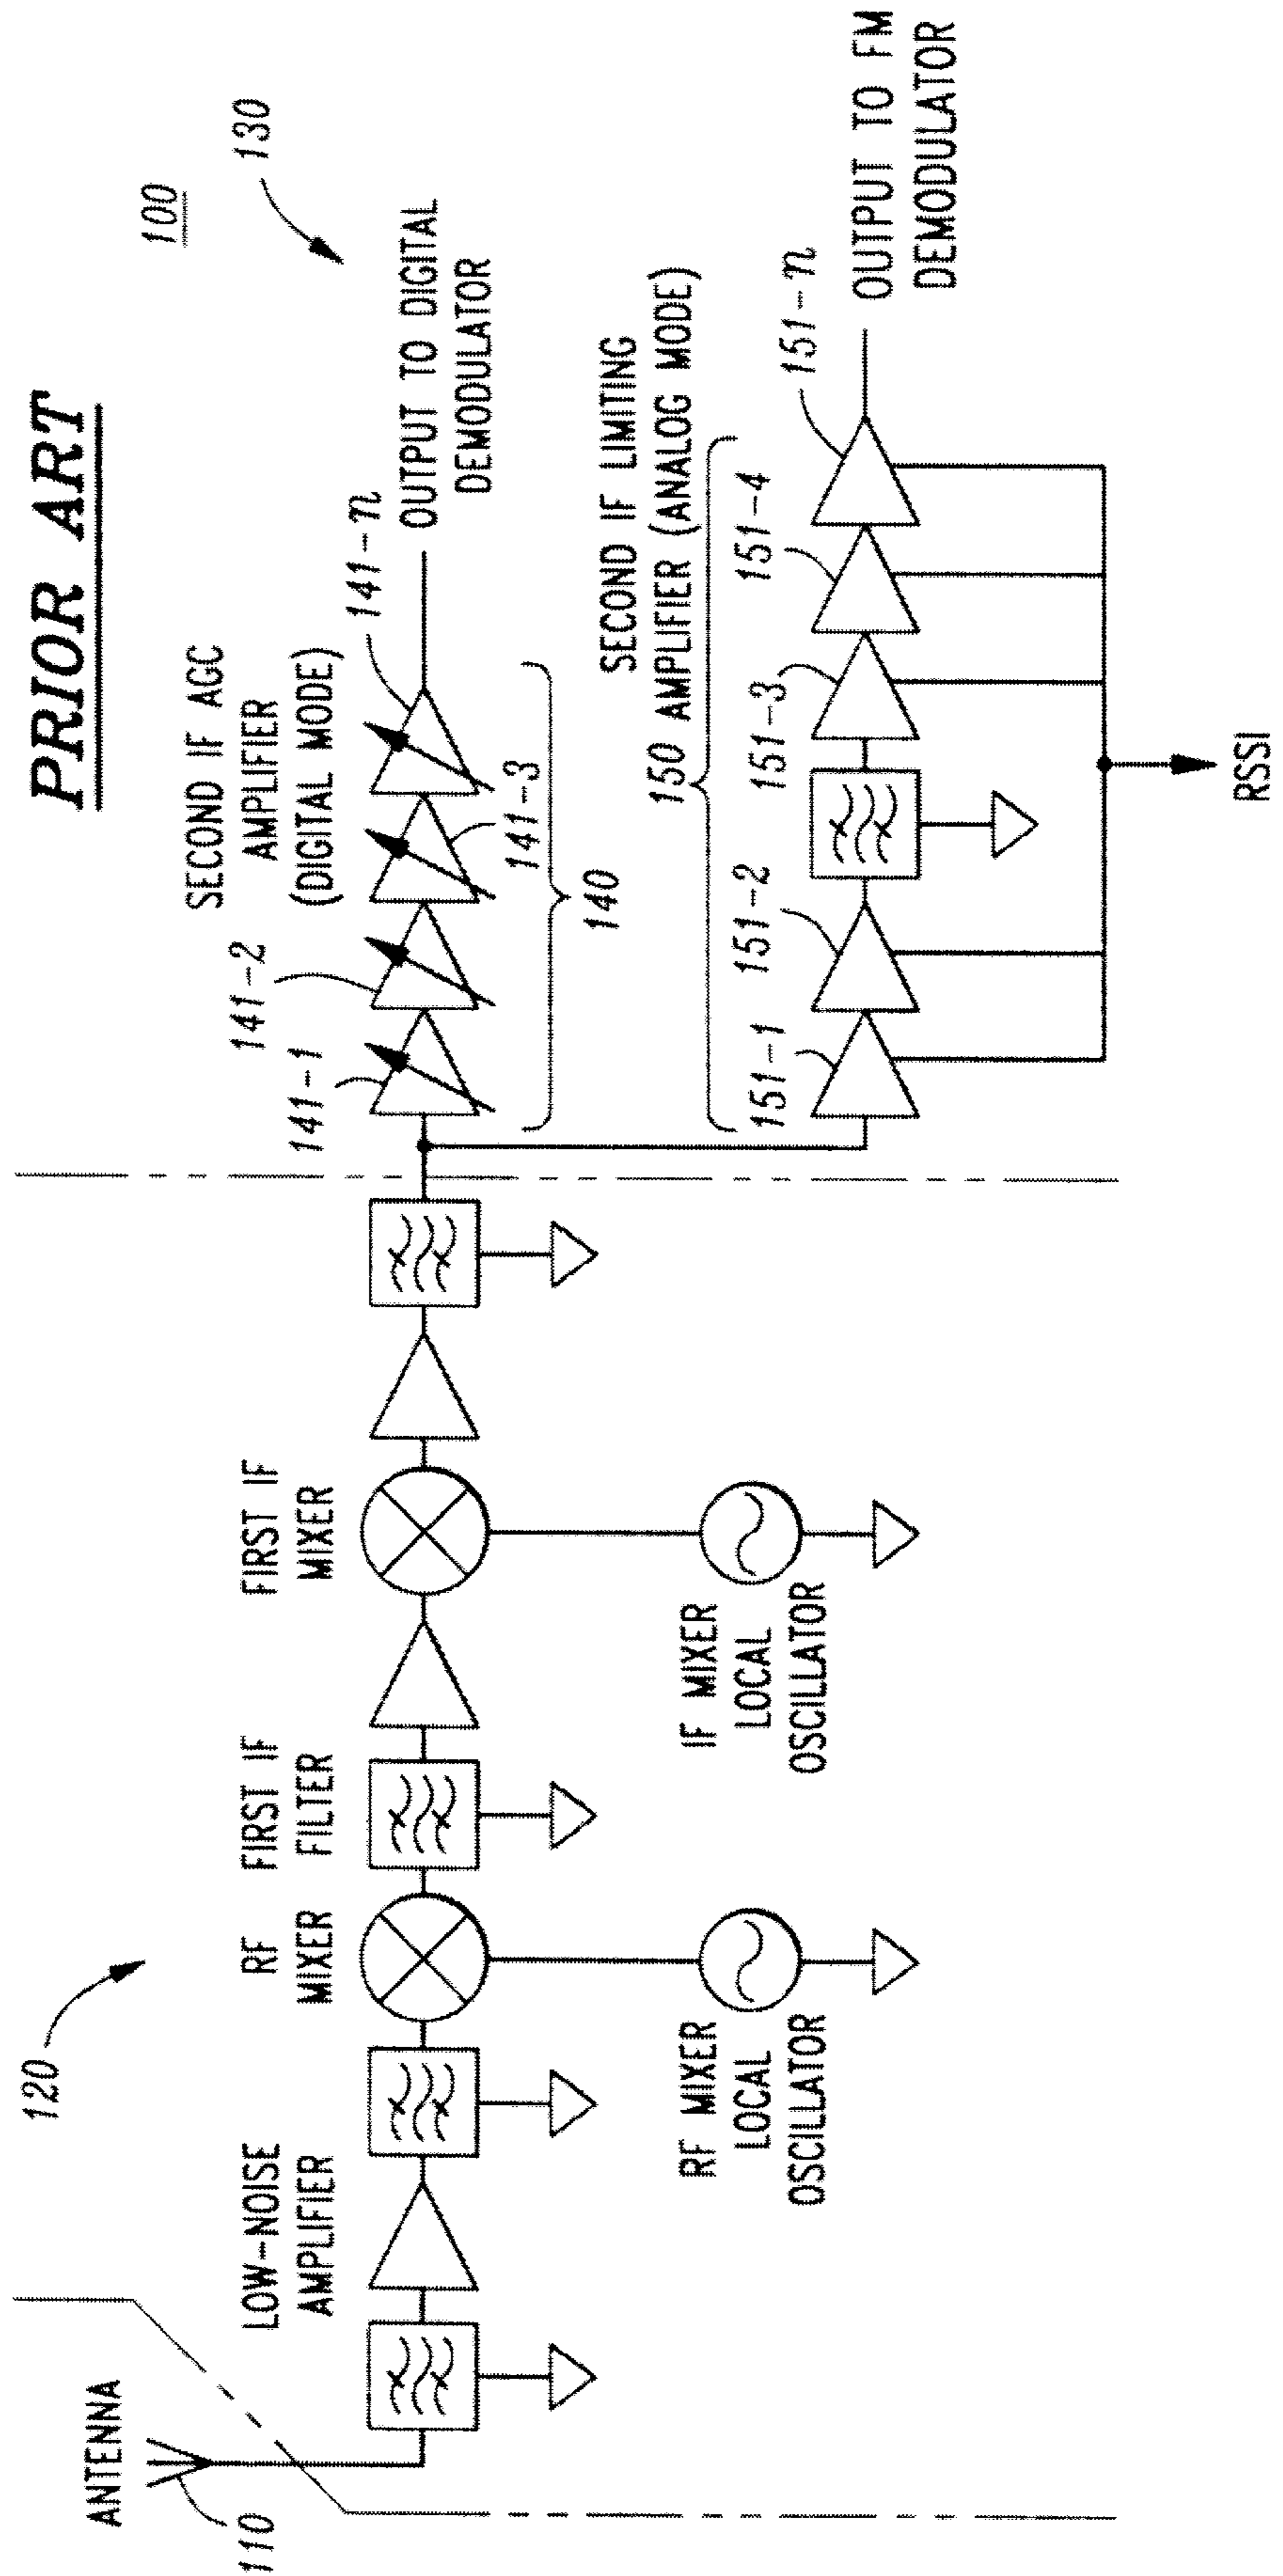 PRIOR ART
100
130
SECOND IF AGC
AMPLIFIER
(DIGITAL MODE)
141-1
141-2
141-3
141-n
140
OUTPUT TO DIGITAL
DEMODULATOR
SECOND IF LIMITING
150 AMPLIFIER (ANALOG MODE)
151-1
151-2
151-3
151-4
151-n
OUTPUT TO FM
DEMODULATOR
RSSI
120
ANTENNA
110
LOW-NOISE
AMPLIFIER
RF
MIXER
FIRST IF
FILTER
FIRST IF
MIXER
RF MIXER
LOCAL
OSCILLATOR
IF MIXER
LOCAL
OSCILLATOR